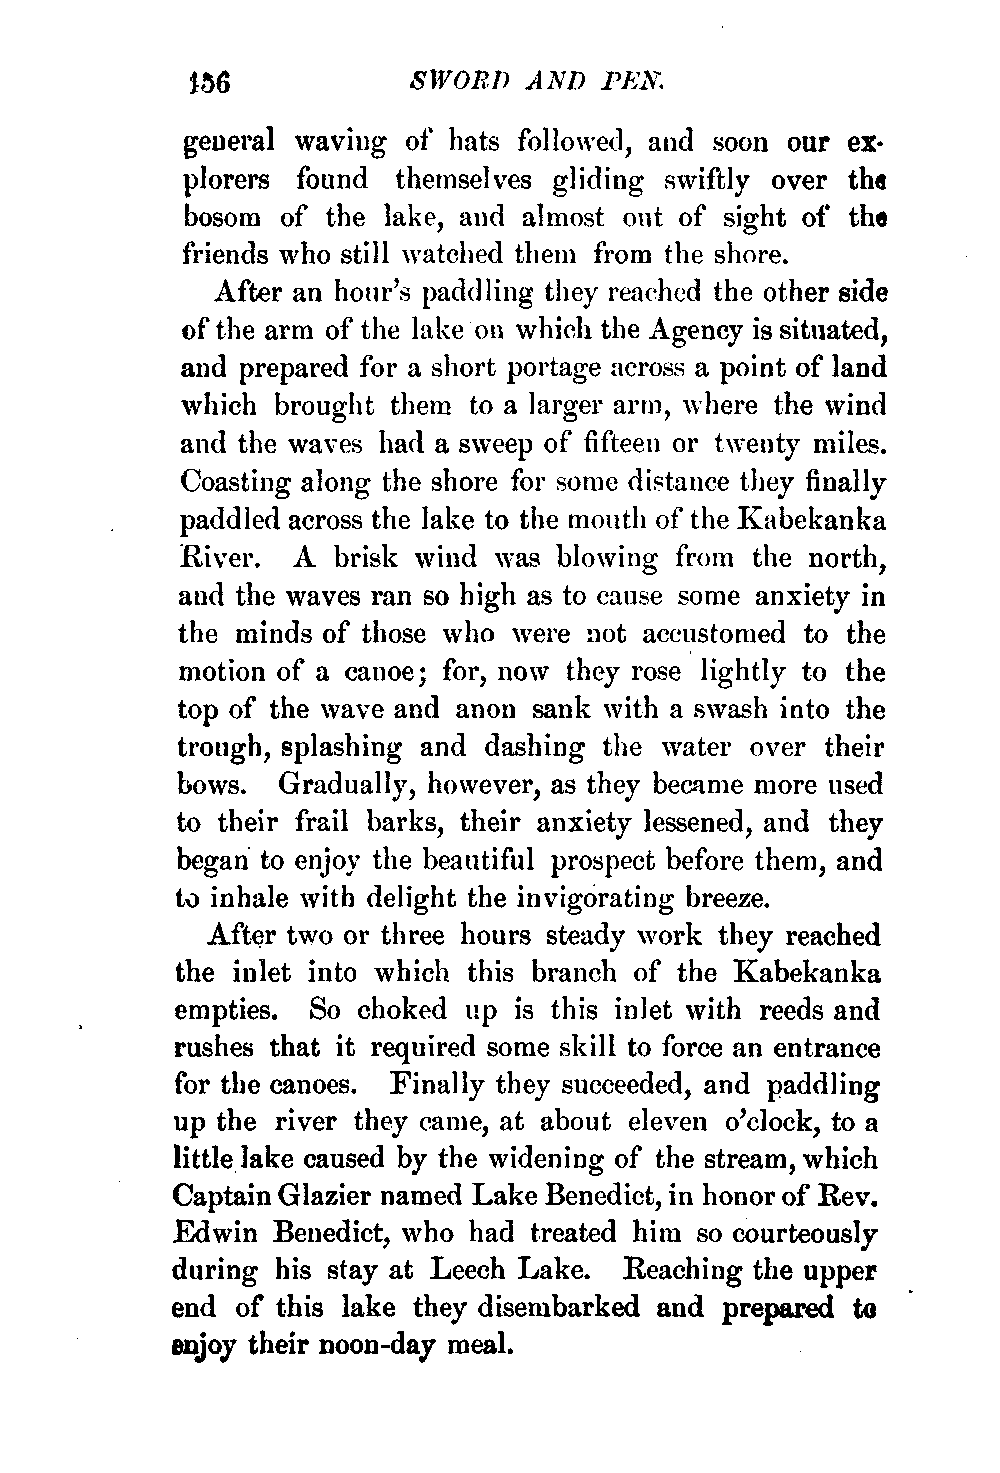 156 SWORD AND PEN.
general waving of hats followed, and soon our ex-
plorers found themselves gliding swiftly over the
bosom of the lake, and almost out of sight of the
friends who still watched them from the shore.
After an hour's paddling they reached the other side
of the arm of the lake on which the Agency is situated,
and prepared for a short portage across a point of land
which brought them to a larger arm, where the wind
and the waves had a sweep of fifteen or twenty miles.
Coasting along the shore for some distance they finally
paddled across the lake to the mouth of the Kabekanka
River. A brisk wind was blowing from the north,
and the waves ran so high as to cause some anxiety in
the minds of those who were not accustomed to the
motion of a canoe; for, now they rose lightly to the
top of the wave and anon sank with a swash into the
trough, splashing and dashing the water over their
bows. Gradually, however, as they became more used
to their frail barks, their anxiety lessened, and they
began to enjoy the beautiful prospect before them, and
to inhale with delight the invigorating breeze.
After two or three hours steady work they reached
the inlet into which this branch of the Kabekanka
empties. So choked up is this inlet with reeds and
rushes that it required some skill to force an entrance
for the canoes. Finally they succeeded, and paddling
up the river they came, at about eleven o'clock, to a
little lake caused by the widening of the stream, which
Captain Glazier named Lake Benedict, in honor of Rev.
Edwin Benedict, who had treated him so courteously
during his stay at Leech Lake. Reaching the upper
end of this lake they disembarked and prepared to
enjoy their noon-day meal.